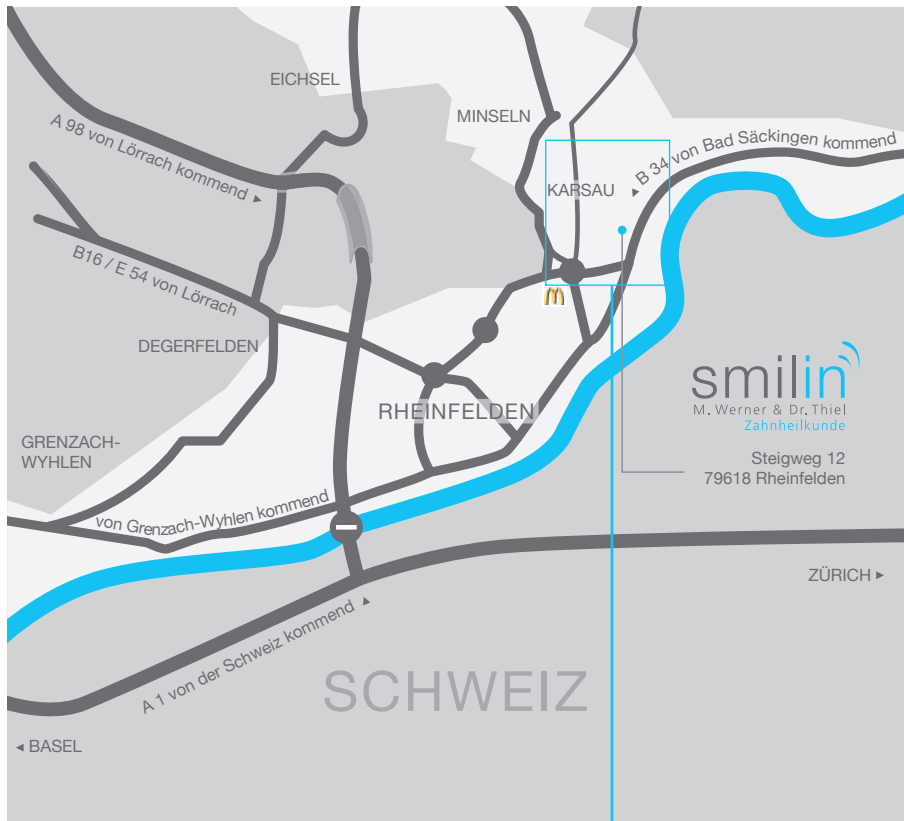 EICHSEL
MINSELN
A 98 von Lörrach kommend ►
B 34 von Bad Säckingen kommend
◄
KARSAU
B16 / E 54 von Lörrach
DEGERFELDEN
RHEINFELDEN
smilin
M. Werner & Dr. Thiel
Zahnheilkunde
GRENZACH-
WYHLEN
Steigweg 12
79618 Rheinfelden
von Grenzach-Wyhlen kommend
ZÜRICH ►
A 1 von der Schweiz kommend ►
SCHWEIZ
◄ BASEL